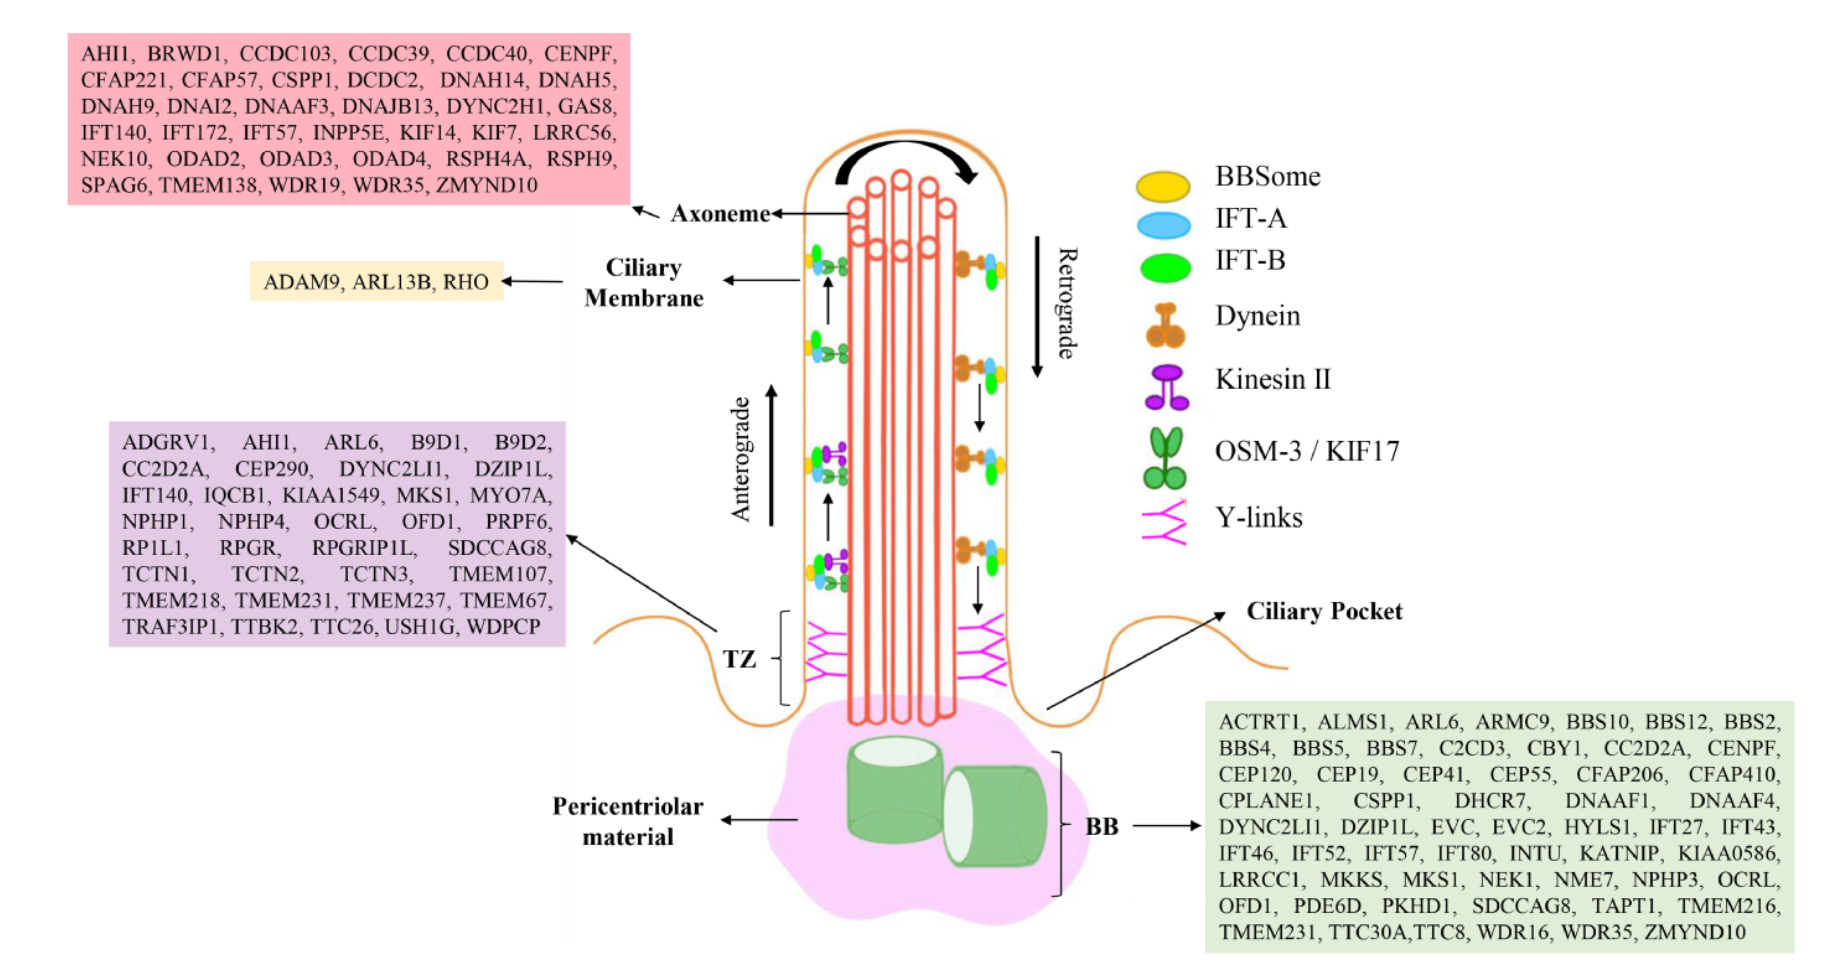 AHI1, BRWD1, CCDC103, CCDC39, CCDC40, CENPF,
CFAP221, CFAP57, CSPP1, DCDC2, DNAH14, DNAH5,
DNAH9, DNAI2, DNAAF3, DNAJB13, DYNC2H1, GAS8,
IFT140, IFT172, IFT57, INPP5E, KIF14, KIF7, LRRC56,
NEK10, ODAD2, ODAD3, ODAD4, RSPH4A, RSPH9,
SPAG6, TMEM138, WDR19, WDR35, ZMYND10
Axoneme
Ciliary
Membrane
ADAM9, ARL13B, RHO
Anterograde
Retrograde
BBSome
IFT-A
IFT-B
Dynein
Kinesin II
OSM-3 / KIF17
Y-links
ADGRV1, AHI1, ARL6, B9D1, B9D2,
CC2D2A, CEP290, DYNC2LI1, DZIP1L,
IFT140, IQCB1, KIAA1549, MKS1, MYO7A,
NPHP1, NPHP4, OCRL, OFD1, PRPF6,
RP1L1, RPGR, RPGRIP1L, SDCCAG8,
TCTN1, TCTN2, TCTN3, TMEM107,
TMEM218, TMEM231, TMEM237, TMEM67,
TRAF3IP1, TTBK2, TTC26, USH1G, WDPCP
TZ
Ciliary Pocket
Pericentriolar
material
BB
ACTRT1, ALMS1, ARL6, ARMC9, BBS10, BBS12, BBS2,
BBS4, BBS5, BBS7, C2CD3, CBY1, CC2D2A, CENPF,
CEP120, CEP19, CEP41, CEP55, CFAP206, CFAP410,
CPLANE1, CSPP1, DHCR7, DNAAF1, DNAAF4,
DYNC2LI1, DZIP1L, EVC, EVC2, HYLS1, IFT27, IFT43,
IFT46, IFT52, IFT57, IFT80, INTU, KATNIP, KIAA0586,
LRRCC1, MKKS, MKS1, NEK1, NME7, NPHP3, OCRL,
OFD1, PDE6D, PKHD1, SDCCAG8, TAPT1, TMEM216,
TMEM231, TTC30A,TTC8, WDR16, WDR35, ZMYND10